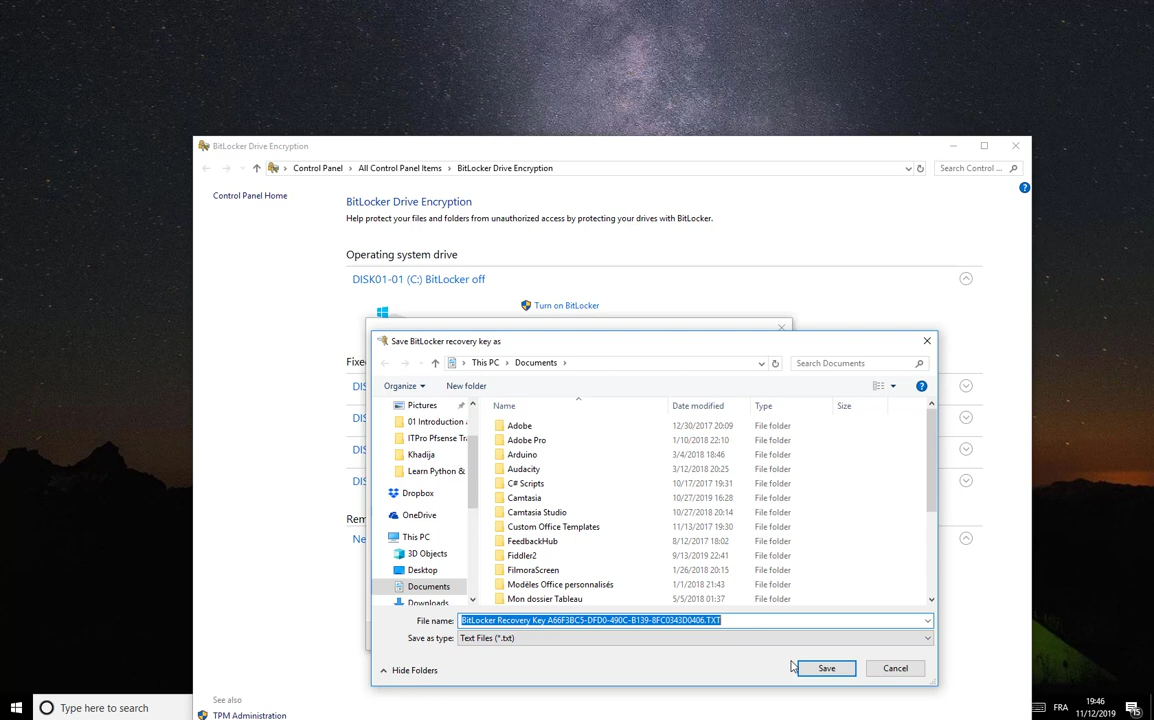 BitLocker Drive Encryption
Control Panel > All Control Panel Items > BitLocker Drive Encryption
Search Control ...
Control Panel Home
BitLocker Drive Encryption
Help protect your files and folders from unauthorized access by protecting your drives with BitLocker.
Operating system drive
DISK01-01 (C:) BitLocker off
Turn on BitLocker
Save BitLocker recovery key as
Fixe
This PC > Documents >
Search Documents
Organize New folder
DIS
DIS
DIS
DIS
Rem
Ne
Pictures
01 Introduction
ITPro Pfsense Tra
Khadija
Learn Python &
Dropbox
OneDrive
This PC
3D Objects
Desktop
Documents
Downloads
Name Date modified Type Size
Adobe 12/30/2017 20:09 File folder
Adobe Pro 1/10/2018 22:10 File folder
Arduino 3/4/2018 18:46 File folder
Audacity 3/12/2018 20:25 File folder
C# Scripts 10/17/2017 19:31 File folder
Camtasia 10/27/2019 16:28 File folder
Camtasia Studio 10/27/2018 20:14 File folder
Custom Office Templates 11/13/2017 19:30 File folder
FeedbackHub 8/12/2017 18:02 File folder
Fiddler2 9/13/2019 22:41 File folder
FilmoraScreen 1/26/2018 20:15 File folder
Modèles Office personnalisés 1/1/2018 21:43 File folder
Mon dossier Tableau 5/5/2018 01:37 File folder
File name: BitLocker Recovery Key A66F3BC5-DFD0-490C-B139-8FC0343D0406.TXT
Save as type: Text Files (*.txt)
Hide Folders
Save Cancel
See also
TPM Administration
Type here to search
FRA
19:46
11/12/2019
15